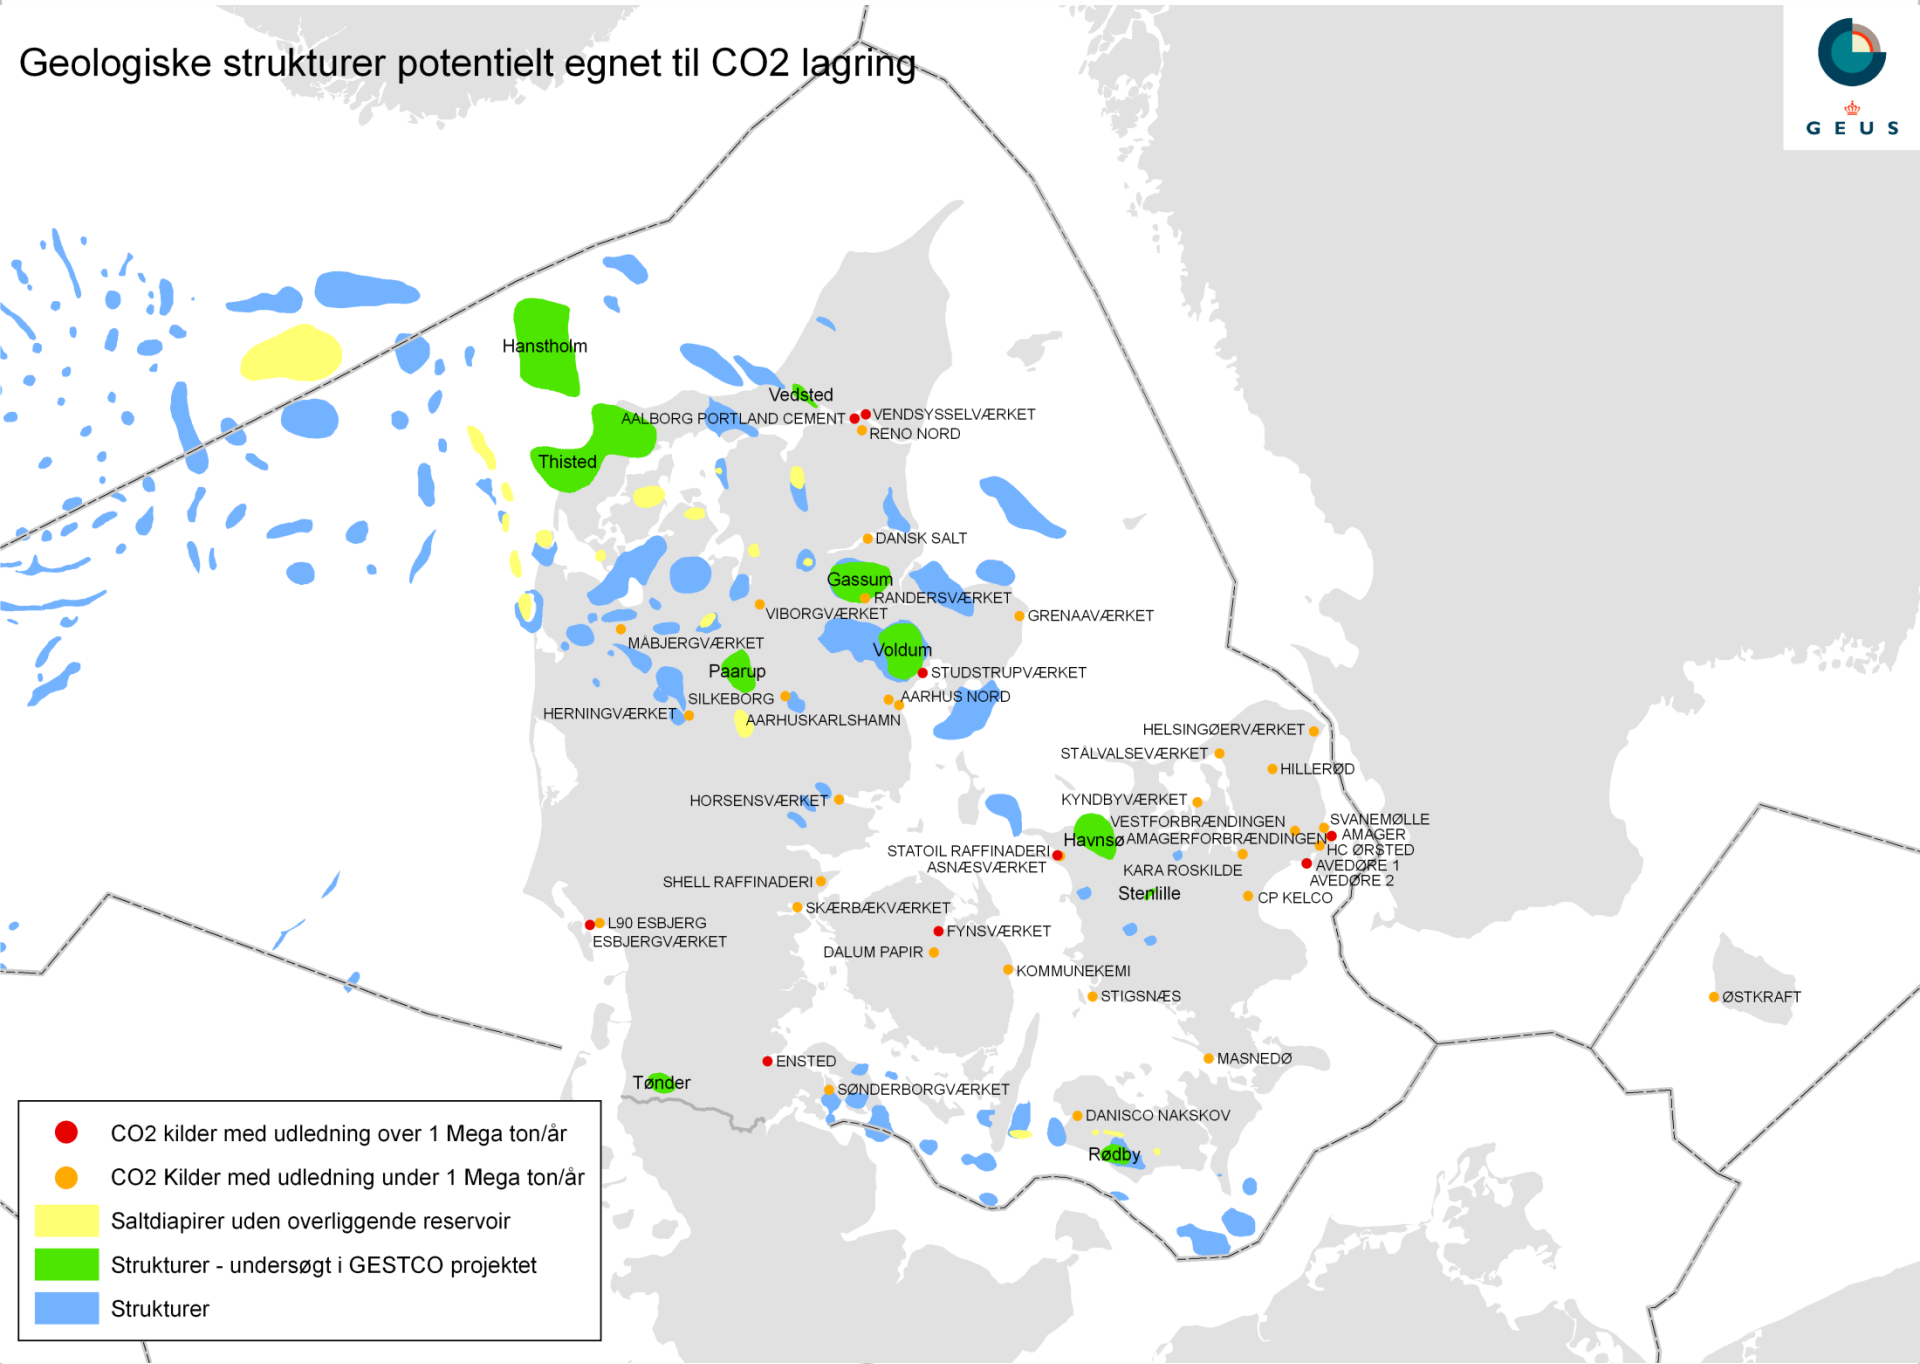 Geologiske strukturer potentielt egnet til CO2 lagring
GEUS
Hanstholm
Vedsted
AALBORG PORTLAND CEMENT
VENDSYSSELVÆRKET
RENO NORD
Thisted
DANSK SALT
Gassum
RANDERSVÆRKET
VIBORGVÆRKET
GRENAAVÆRKET
MÅBJERGVÆRKET
Voldum
Paarup
STUDSTRUPVÆRKET
SILKEBORG
AARHUS NORD
HERNINGVÆRKET
AARHUSKARLSHAMN
HELSINGØERVÆRKET
STÅLVALSEVÆRKET
HILLERØD
HORSENSVÆRKET
KYNDBYVÆRKET
VESTFORBRÆNDINGEN
SVANEMØLLE
Havnsø
AMAGERFORBRÆNDINGEN
AMAGER
STATOIL RAFFINADERI
HC ØRSTED
ASNÆSVÆRKET
KARA ROSKILDE
AVEDØRE 1
AVEDØRE 2
SHELL RAFFINADERI
Stenlille
CP KELCO
SKÆRBÆKVÆRKET
L90 ESBJERG
ESBJERGVÆRKET
FYNSVÆRKET
DALUM PAPIR
KOMMUNEKEMI
STIGSNÆS
ØSTKRAFT
ENSTED
MASNEDØ
Tønder
SØNDERBORGVÆRKET
DANISCO NAKSKOV
Rødby
CO2 kilder med udledning over 1 Mega ton/år
CO2 Kilder med udledning under 1 Mega ton/år
Saltdiapirer uden overliggende reservoir
Strukturer - undersøgt i GESTCO projektet
Strukturer